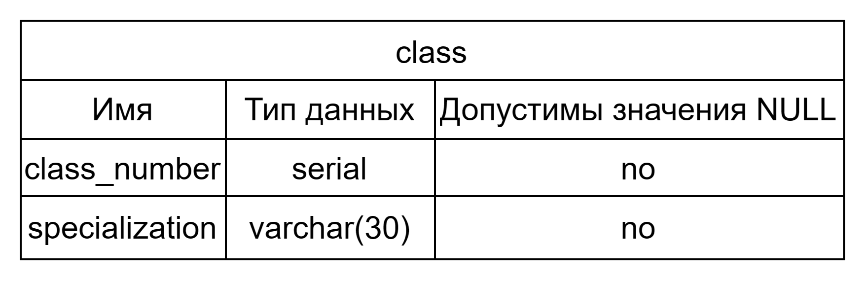 class
Имя Тип данных Допустимы значения NULL
class_number serial no
specialization varchar(30) no